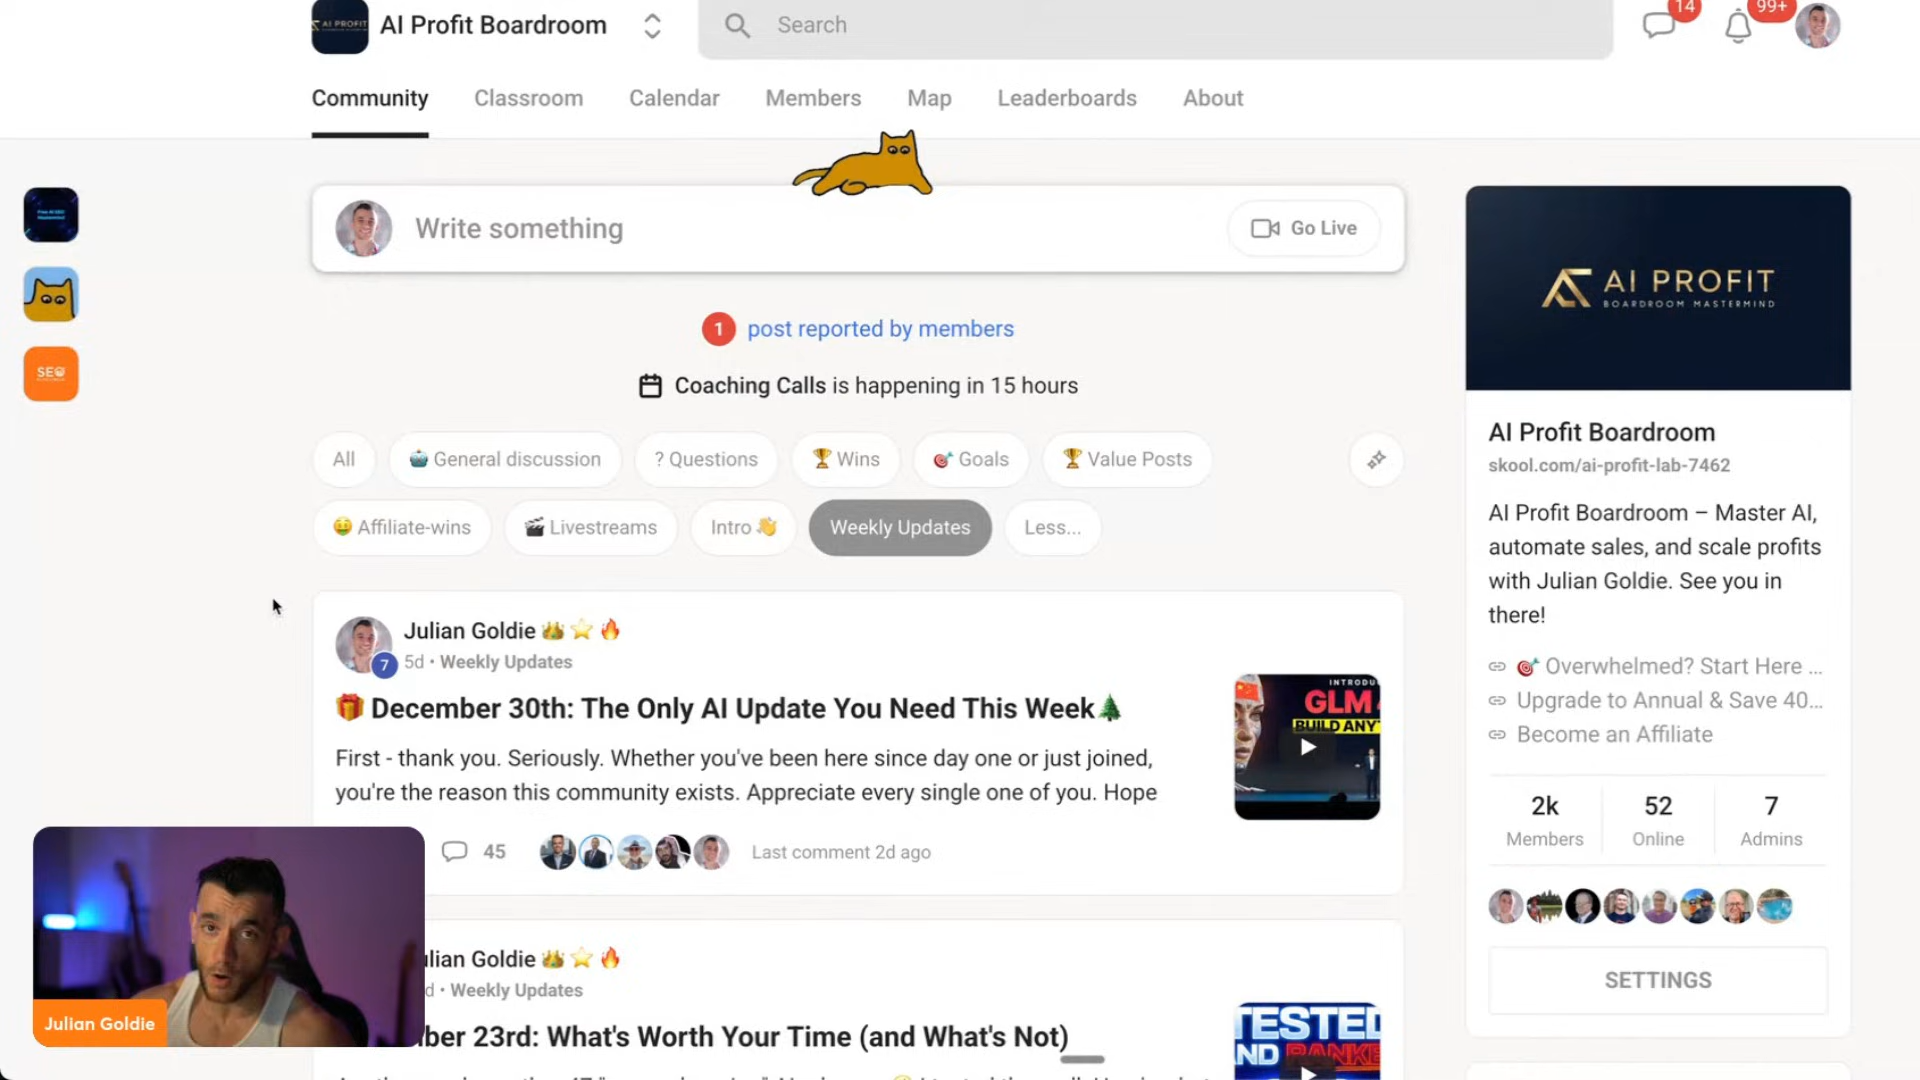 AI PROFIT
AI Profit Boardroom
Search
14
99+
Community
Classroom
Calendar
Members
Map
Leaderboards
About
Write something
Go Live
1 post reported by members
Coaching Calls is happening in 15 hours
All
General discussion
? Questions
Wins
Goals
Value Posts
Affiliate-wins
Livestreams
Intro
Weekly Updates
Less...
Julian Goldie
7
5d • Weekly Updates
December 30th: The Only AI Update You Need This Week
First - thank you. Seriously. Whether you've been here since day one or just joined,
you're the reason this community exists. Appreciate every single one of you. Hope
INTRODU
GLM
BUILD ANY
45
Last comment 2d ago
lian Goldie
d • Weekly Updates
ber 23rd: What's Worth Your Time (and What's Not)
TESTED
ND RANKE
Julian Goldie
SEO
AI PROFIT
BOARDROOM MASTERMIND
AI Profit Boardroom
skool.com/ai-profit-lab-7462
AI Profit Boardroom – Master AI,
automate sales, and scale profits
with Julian Goldie. See you in
there!
Overwhelmed? Start Here ...
Upgrade to Annual & Save 40...
Become an Affiliate
2k
Members
52
Online
7
Admins
SETTINGS